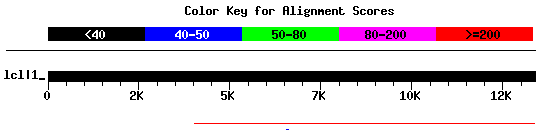 Color Key for Alignment Scores
<40 40-50 50-80 80-200 >=200
lcl|1_
0 2K 5K 7K 10K 12K